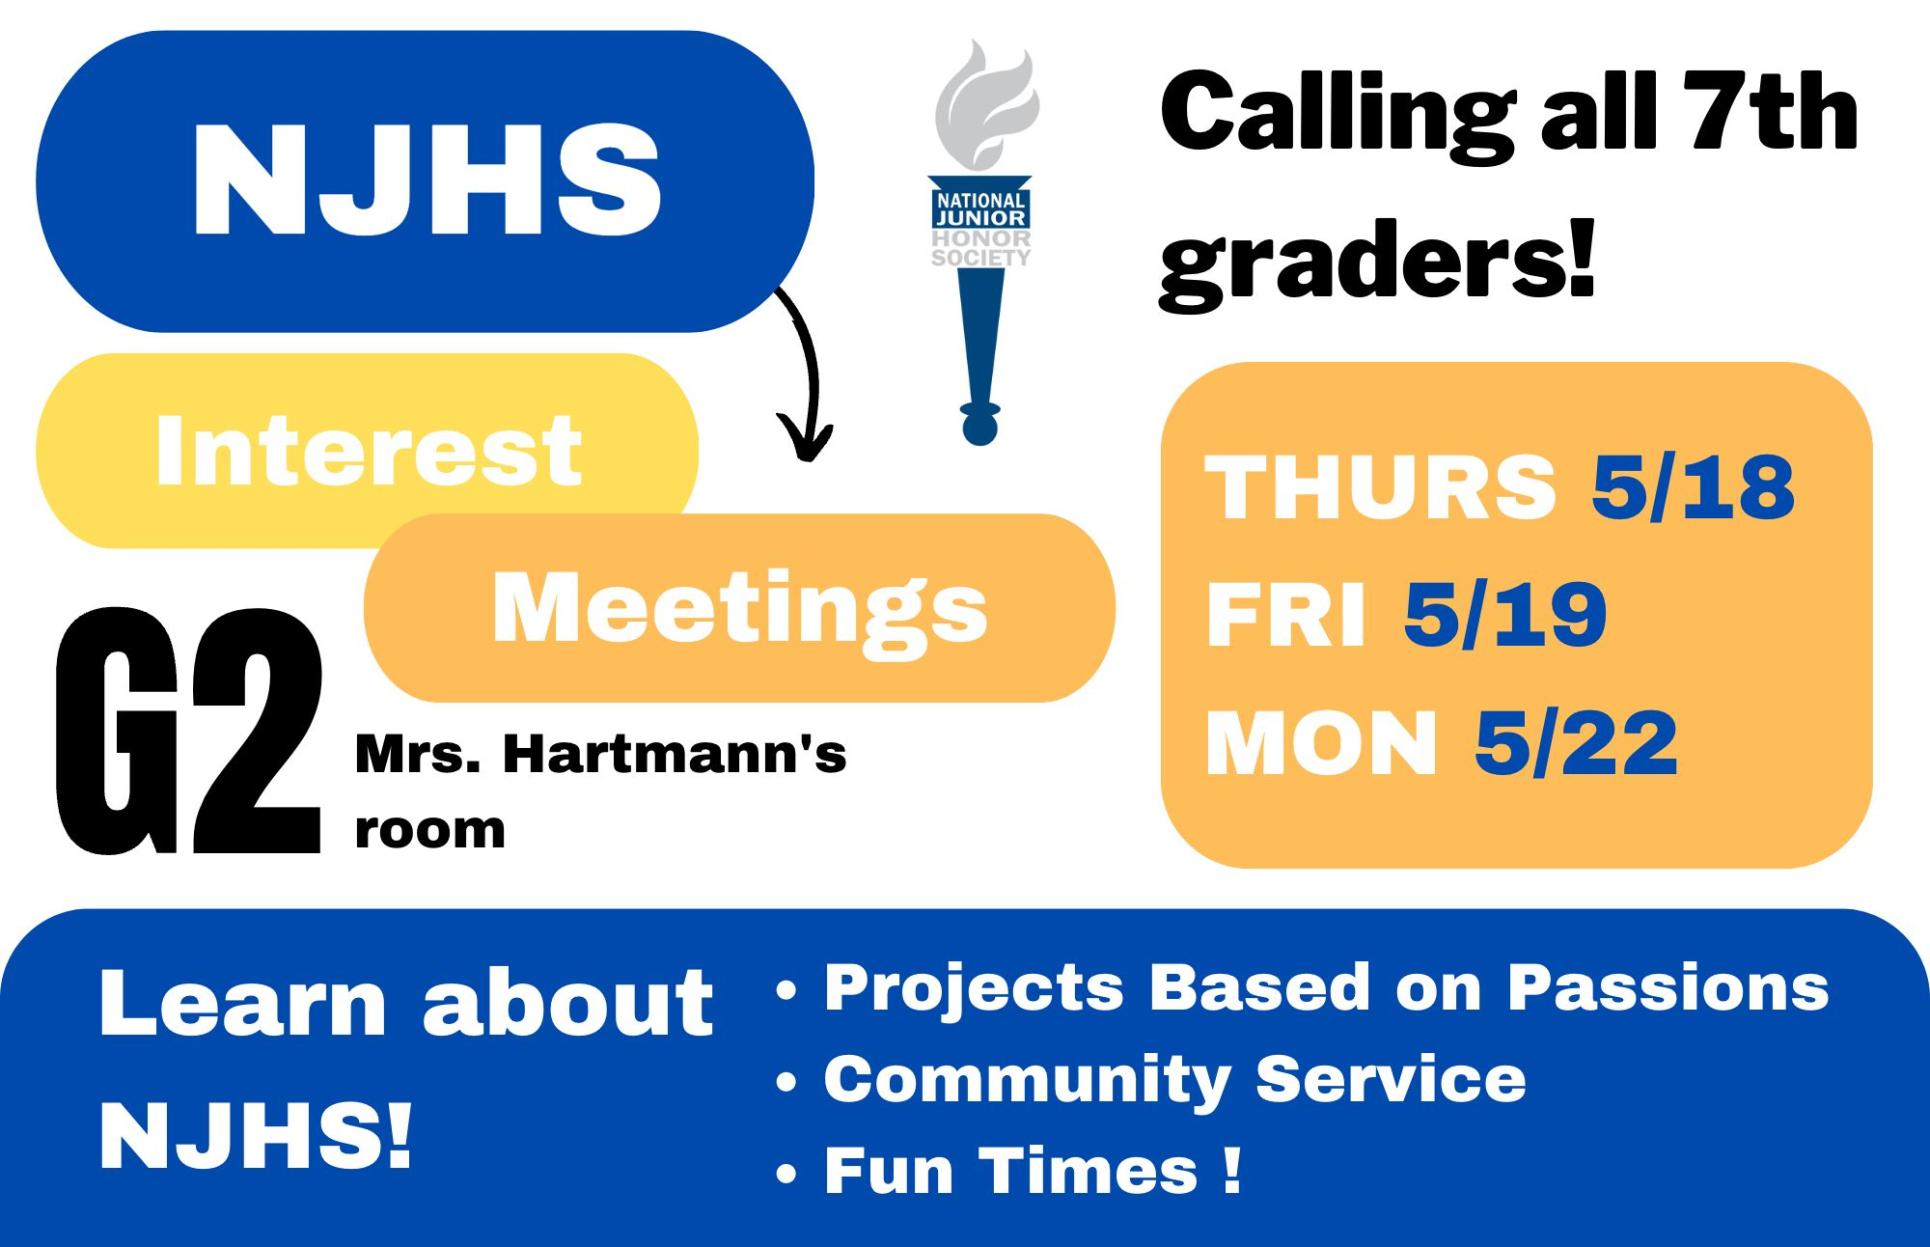 NJHS
Interest
Meetings
G2
Mrs. Hartmann's
room
NATIONAL
JUNIOR
HONOR
SOCIETY
Calling all 7th
graders!
THURS 5/18
FRI 5/19
MON 5/22
Learn about
NJHS!
• Projects Based on Passions
• Community Service
• Fun Times !